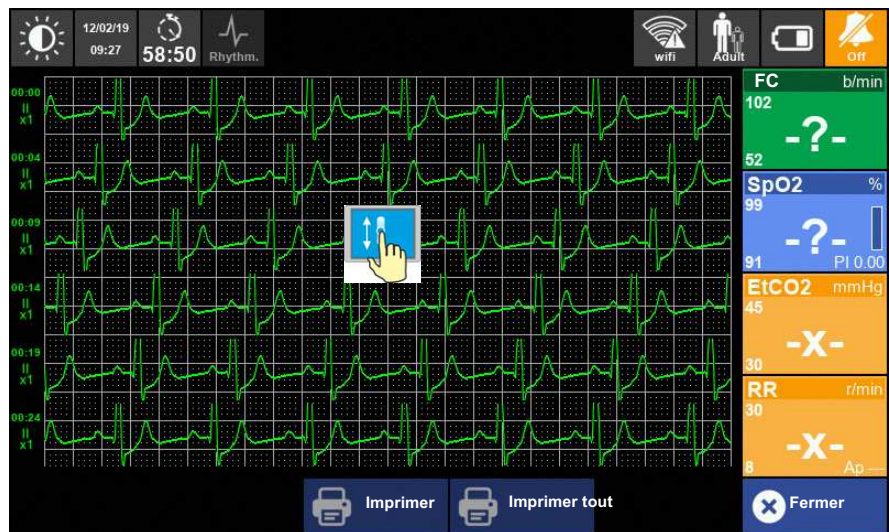 12/02/19
09:27
58:50
Rhythm.
wifi
Adult
Off
00:00
II
x1
00:04
II
x1
00:09
II
x1
00:14
II
x1
00:19
II
x1
00:24
II
x1
FC b/min
102
-?-
52
SpO2 %
99
-?-
91 PI 0.00
EtCO2 mmHg
45
-x-
30
RR r/min
30
-x-
8 Ap ---
Imprimer
Imprimer tout
Fermer